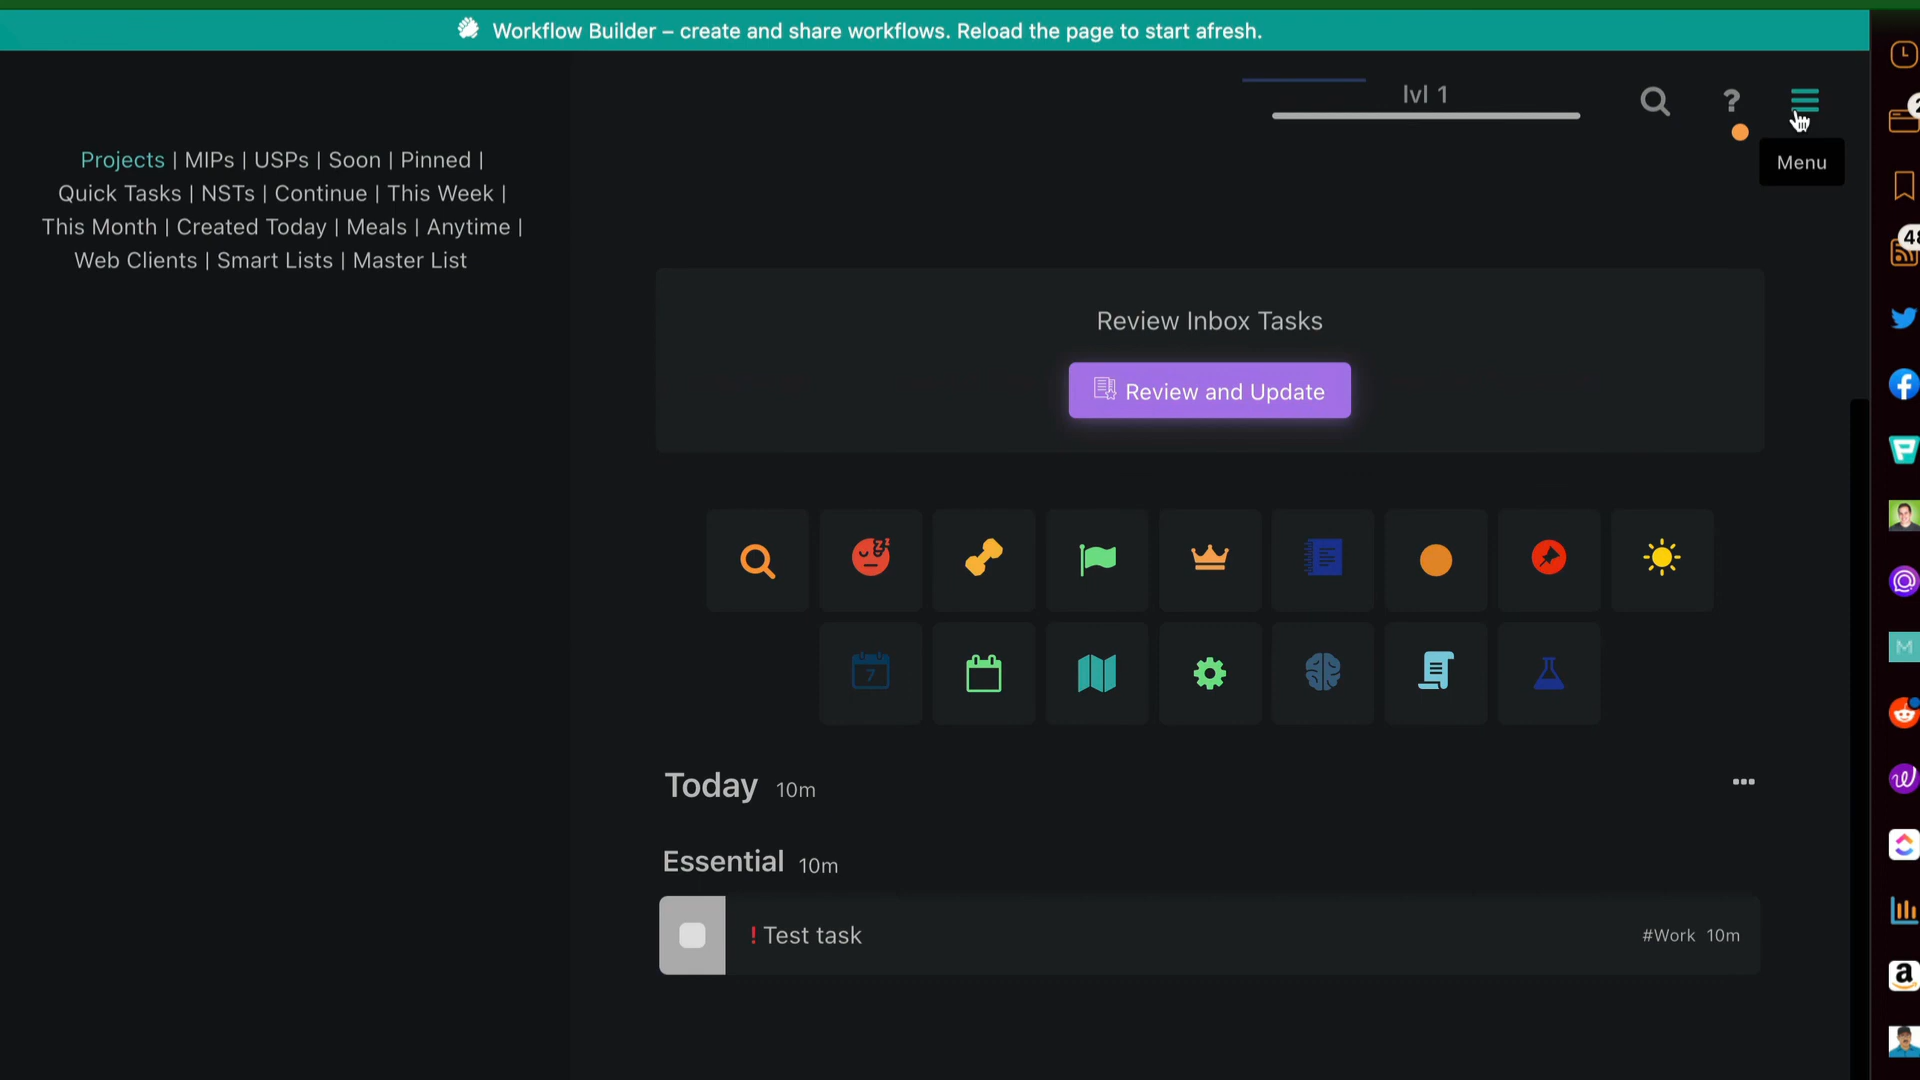 Workflow Builder – create and share workflows. Reload the page to start afresh.
lvl 1
?
Menu
Projects | MIPs | USPs | Soon | Pinned |
Quick Tasks | NSTs | Continue | This Week |
This Month | Created Today | Meals | Anytime |
Web Clients | Smart Lists | Master List
Review Inbox Tasks
Review and Update
7
Today 10m
Essential 10m
! Test task
#Work 10m
M
a